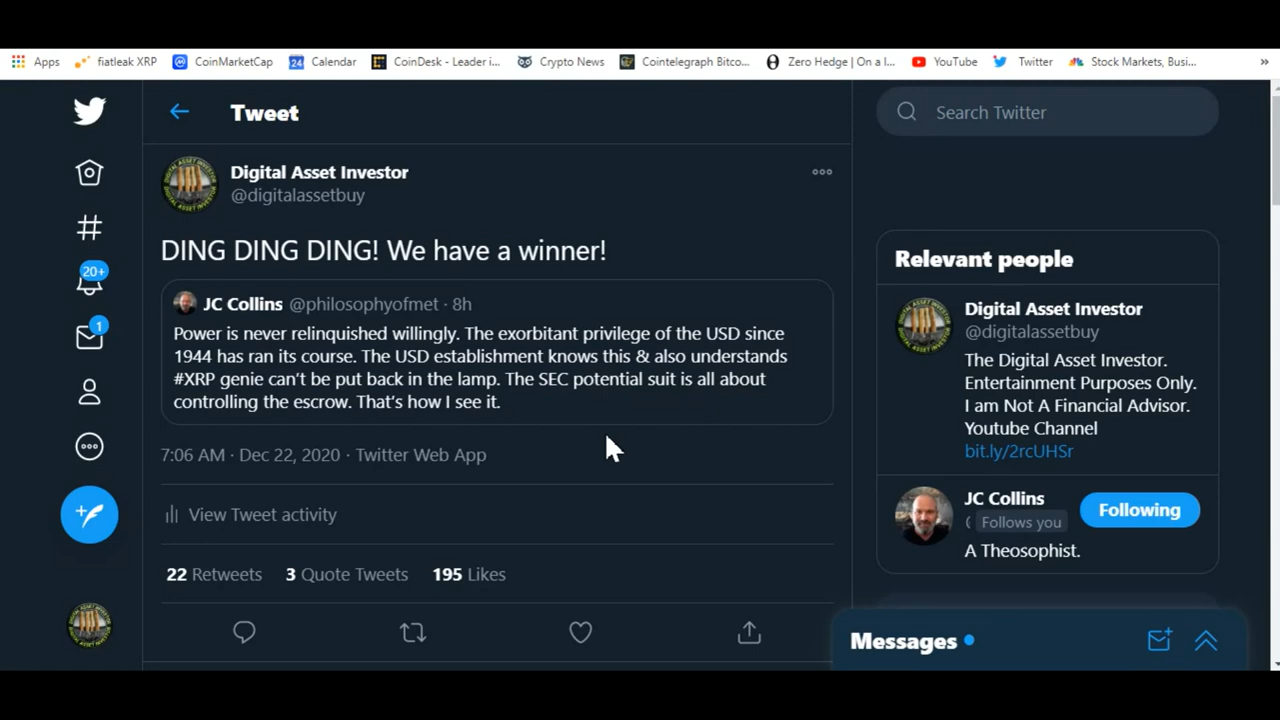 Apps fiatleak XRP CoinMarketCap 24 Calendar CoinDesk - Leader i... Crypto News Cointelegraph Bitco... Zero Hedge | On a l... YouTube Twitter Stock Markets, Busi... »
Tweet
Search Twitter
Digital Asset Investor
@digitalassetbuy
DING DING DING! We have a winner!
JC Collins @philosophyofmet · 8h
Power is never relinquished willingly. The exorbitant privilege of the USD since
1944 has ran its course. The USD establishment knows this & also understands
#XRP genie can't be put back in the lamp. The SEC potential suit is all about
controlling the escrow. That's how I see it.
7:06 AM · Dec 22, 2020 · Twitter Web App
View Tweet activity
22 Retweets 3 Quote Tweets 195 Likes
20+
1
Relevant people
Digital Asset Investor
@digitalassetbuy
The Digital Asset Investor.
Entertainment Purposes Only.
I am Not A Financial Advisor.
Youtube Channel
bit.ly/2rcUHSr
JC Collins
( Follows you
Following
A Theosophist.
Messages